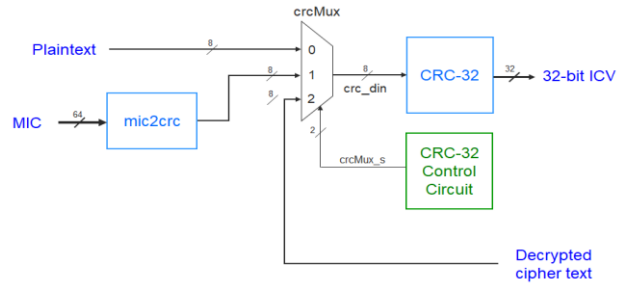 crcMux
Plaintext
8
0
8
1
8
CRC-32
32
32-bit ICV
crc_din
8
2
MIC
64
mic2crc
2
crcMux_s
CRC-32
Control
Circuit
Decrypted
cipher text